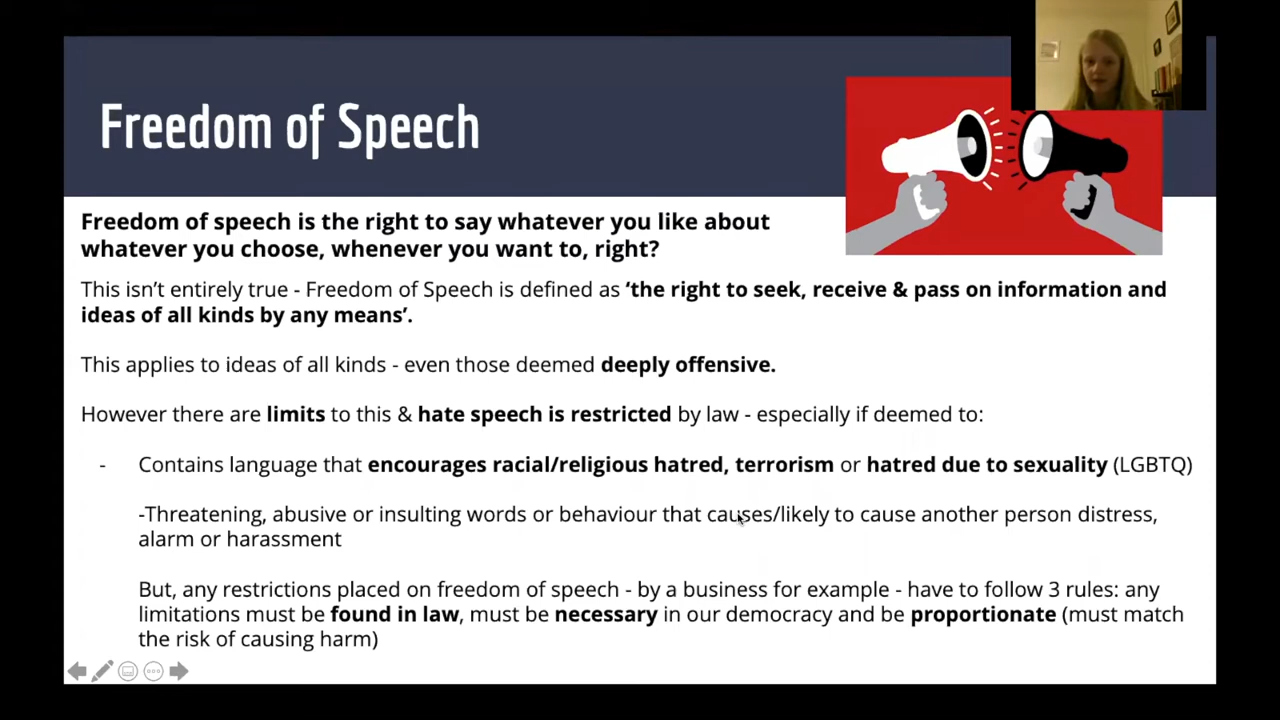 Freedom of Speech
Freedom of speech is the right to say whatever you like about
whatever you choose, whenever you want to, right?
This isn’t entirely true - Freedom of Speech is defined as ‘the right to seek, receive & pass on information and
ideas of all kinds by any means’.
This applies to ideas of all kinds - even those deemed deeply offensive.
However there are limits to this & hate speech is restricted by law - especially if deemed to:
- Contains language that encourages racial/religious hatred, terrorism or hatred due to sexuality (LGBTQ)
-Threatening, abusive or insulting words or behaviour that causes/likely to cause another person distress,
alarm or harassment
But, any restrictions placed on freedom of speech - by a business for example - have to follow 3 rules: any
limitations must be found in law, must be necessary in our democracy and be proportionate (must match
the risk of causing harm)